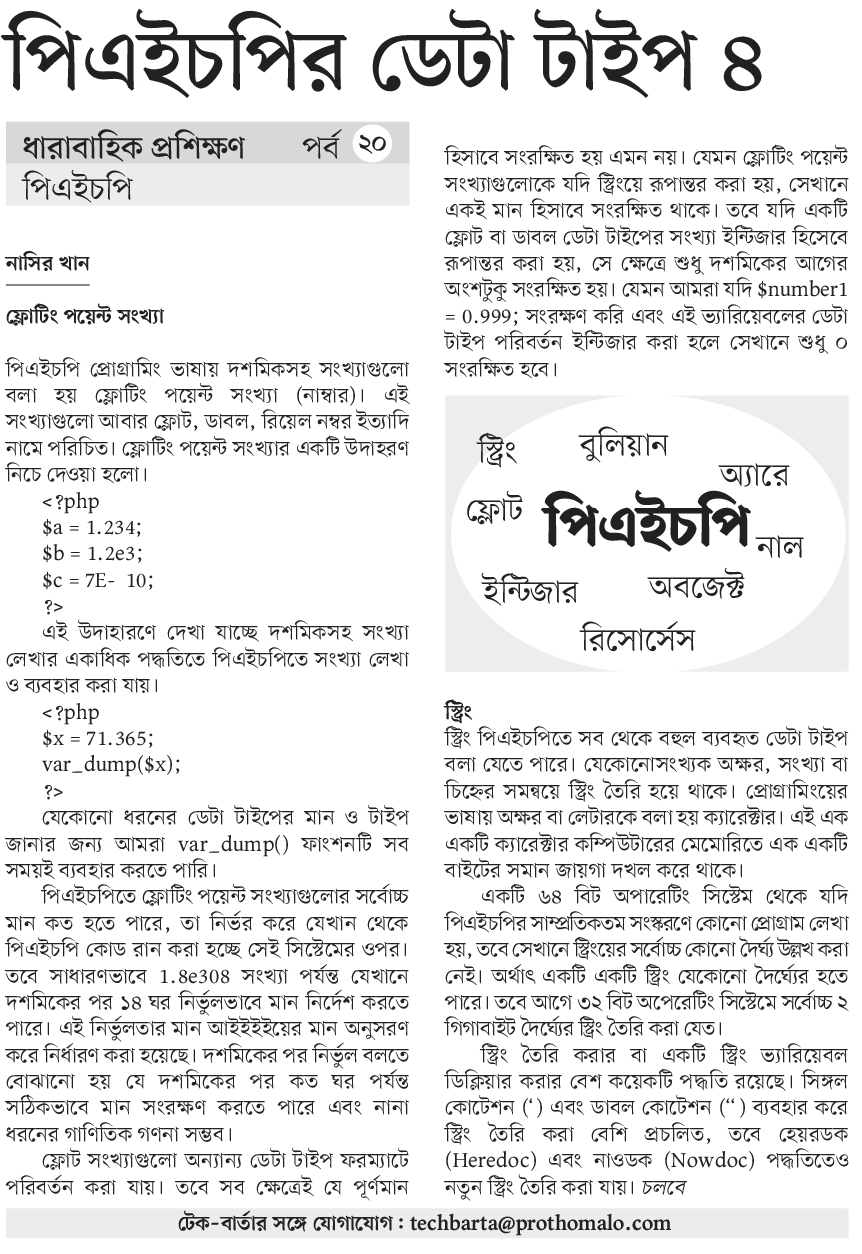 পিএইচপির ডেটা টাইপ ৪
ধারাবাহিক প্রশিক্ষণ পর্ব ২০
পিএইচপি
নাসির খান
ফ্লোটিং পয়েন্ট সংখ্যা
পিএইচপি প্রোগ্রামিং ভাষায় দশমিকসহ সংখ্যাগুলো
বলা হয় ফ্লোটিং পয়েন্ট সংখ্যা (নাম্বার)। এই
সংখ্যাগুলো আবার ফ্লোট, ডাবল, রিয়েল নম্বর ইত্যাদি
নামে পরিচিত। ফ্লোটিং পয়েন্ট সংখ্যার একটি উদাহরণ
নিচে দেওয়া হলো।
<?php
$a = 1.234;
$b = 1.2e3;
$c = 7E- 10;
?>
এই উদাহারণে দেখা যাচ্ছে দশমিকসহ সংখ্যা
লেখার একাধিক পদ্ধতিতে পিএইচপিতে সংখ্যা লেখা
ও ব্যবহার করা যায়।
<?php
$x = 71.365;
var_dump($x);
?>
যেকোনো ধরনের ডেটা টাইপের মান ও টাইপ
জানার জন্য আমরা var_dump() ফাংশনটি সব
সময়ই ব্যবহার করতে পারি।
পিএইচপিতে ফ্লোটিং পয়েন্ট সংখ্যাগুলোর সর্বোচ্চ
মান কত হতে পারে, তা নির্ভর করে যেখান থেকে
পিএইচপি কোড রান করা হচ্ছে সেই সিস্টেমের ওপর।
তবে সাধারণভাবে 1.8e308 সংখ্যা পর্যন্ত যেখানে
দশমিকের পর ১৪ ঘর নির্ভুলভাবে মান নির্দেশ করতে
পারে। এই নির্ভুলতার মান আইইইইয়ের মান অনুসরণ
করে নির্ধারণ করা হয়েছে। দশমিকের পর নির্ভুল বলতে
বোঝানো হয় যে দশমিকের পর কত ঘর পর্যন্ত
সঠিকভাবে মান সংরক্ষণ করতে পারে এবং নানা
ধরনের গাণিতিক গণনা সম্ভব।
ফ্লোট সংখ্যাগুলো অন্যান্য ডেটা টাইপ ফরম্যাটে
পরিবর্তন করা যায়। তবে সব ক্ষেত্রেই যে পূর্ণমান
হিসাবে সংরক্ষিত হয় এমন নয়। যেমন ফ্লোটিং পয়েন্ট
সংখ্যাগুলোকে যদি স্ট্রিংয়ে রূপান্তর করা হয়, সেখানে
একই মান হিসাবে সংরক্ষিত থাকে। তবে যদি একটি
ফ্লোট বা ডাবল ডেটা টাইপের সংখ্যা ইন্টিজার হিসেবে
রূপান্তর করা হয়, সে ক্ষেত্রে শুধু দশমিকের আগের
অংশটুকু সংরক্ষিত হয়। যেমন আমরা যদি $number1
= 0.999; সংরক্ষণ করি এবং এই ভ্যারিয়েবলের ডেটা
টাইপ পরিবর্তন ইন্টিজার করা হলে সেখানে শুধু ০
সংরক্ষিত হবে।
স্ট্রিং
বুলিয়ান
অ্যারে
ফ্লোট
পিএইচপি
নাল
ইন্টিজার
অবজেক্ট
রিসোর্সেস
স্ট্রিং
স্ট্রিং পিএইচপিতে সব থেকে বহুল ব্যবহৃত ডেটা টাইপ
বলা যেতে পারে। যেকোনোসংখ্যক অক্ষর, সংখ্যা বা
চিহ্নের সমন্বয়ে স্ট্রিং তৈরি হয়ে থাকে। প্রোগ্রামিংয়ের
ভাষায় অক্ষর বা লেটারকে বলা হয় ক্যারেক্টার। এই এক
একটি ক্যারেক্টার কম্পিউটারের মেমোরিতে এক একটি
বাইটের সমান জায়গা দখল করে থাকে।
একটি ৬৪ বিট অপারেটিং সিস্টেম থেকে যদি
পিএইচপির সাম্প্রতিকতম সংস্করণে কোনো প্রোগ্রাম লেখা
হয়, তবে সেখানে স্ট্রিংয়ের সর্বোচ্চ কোনো দৈর্ঘ্য উল্লখ করা
নেই। অর্থাৎ একটি একটি স্ট্রিং যেকোনো দৈর্ঘ্যের হতে
পারে। তবে আগে ৩২ বিট অপেরেটিং সিস্টেমে সর্বোচ্চ ২
গিগাবাইট দৈর্ঘ্যের স্ট্রিং তৈরি করা যেত।
স্ট্রিং তৈরি করার বা একটি স্ট্রিং ভ্যারিয়েবল
ডিক্লিয়ার করার বেশ কয়েকটি পদ্ধতি রয়েছে। সিঙ্গল
কোটেশন (‘) এবং ডাবল কোটেশন (“) ব্যবহার করে
স্ট্রিং তৈরি করা বেশি প্রচলিত, তবে হেয়রডক
(Heredoc) এবং নাওডক (Nowdoc) পদ্ধতিতেও
নতুন স্ট্রিং তৈরি করা যায়। চলবে
টেক-বার্তার সঙ্গে যোগাযোগ : techbarta@prothomalo.com